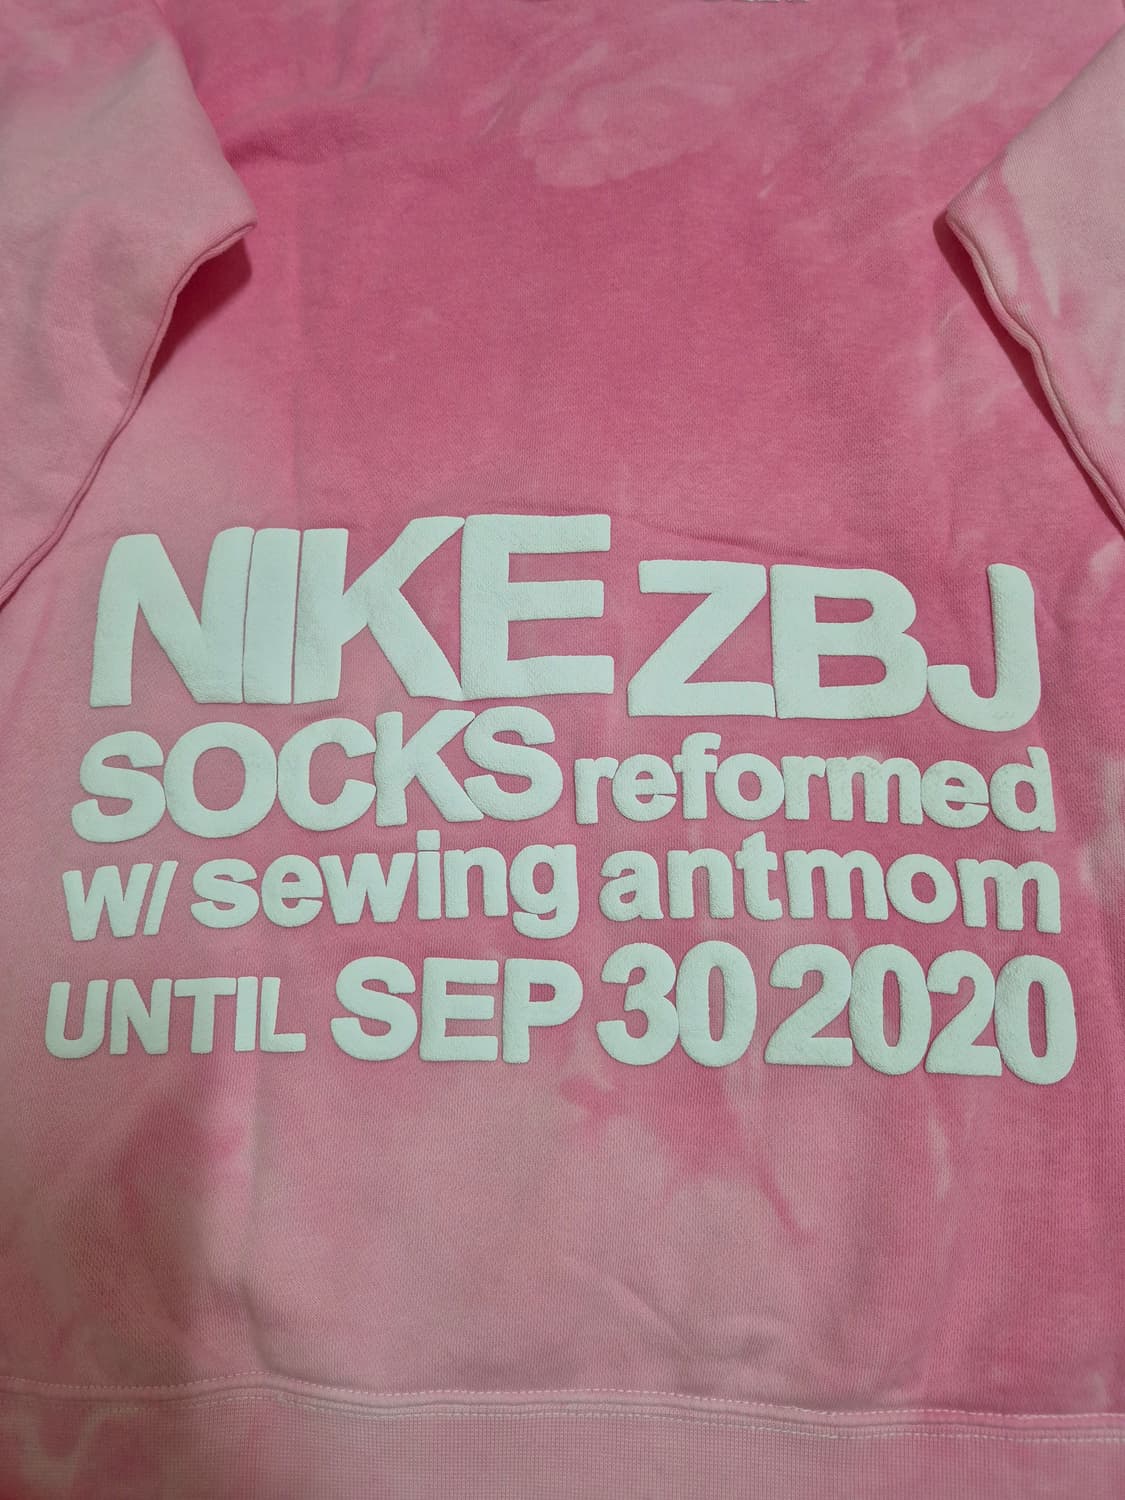 NIKE ZBJ
SOCKS reformed
w/ sewing antmom
UNTIL SEP 30 2020